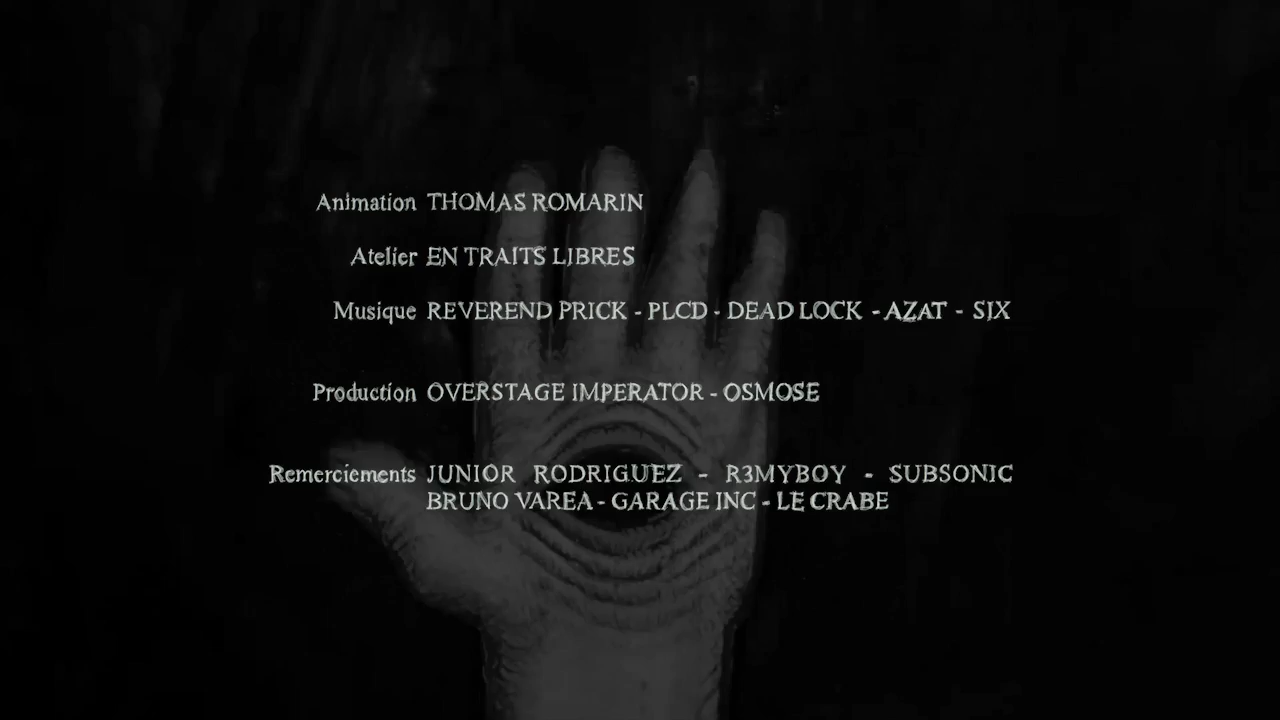 Animation THOMAS ROMARIN
Atelier EN TRAITS LIBRES
Musique REVEREND PRICK - PLCD - DEAD LOCK - AZAT - SIX
Production OVERSTAGE IMPERATOR - OSMOSE
Remerciements JUNIOR RODRIGUEZ - R3MYBOY - SUBSONIC
BRUNO VAREA - GARAGE INC - LE CRABE